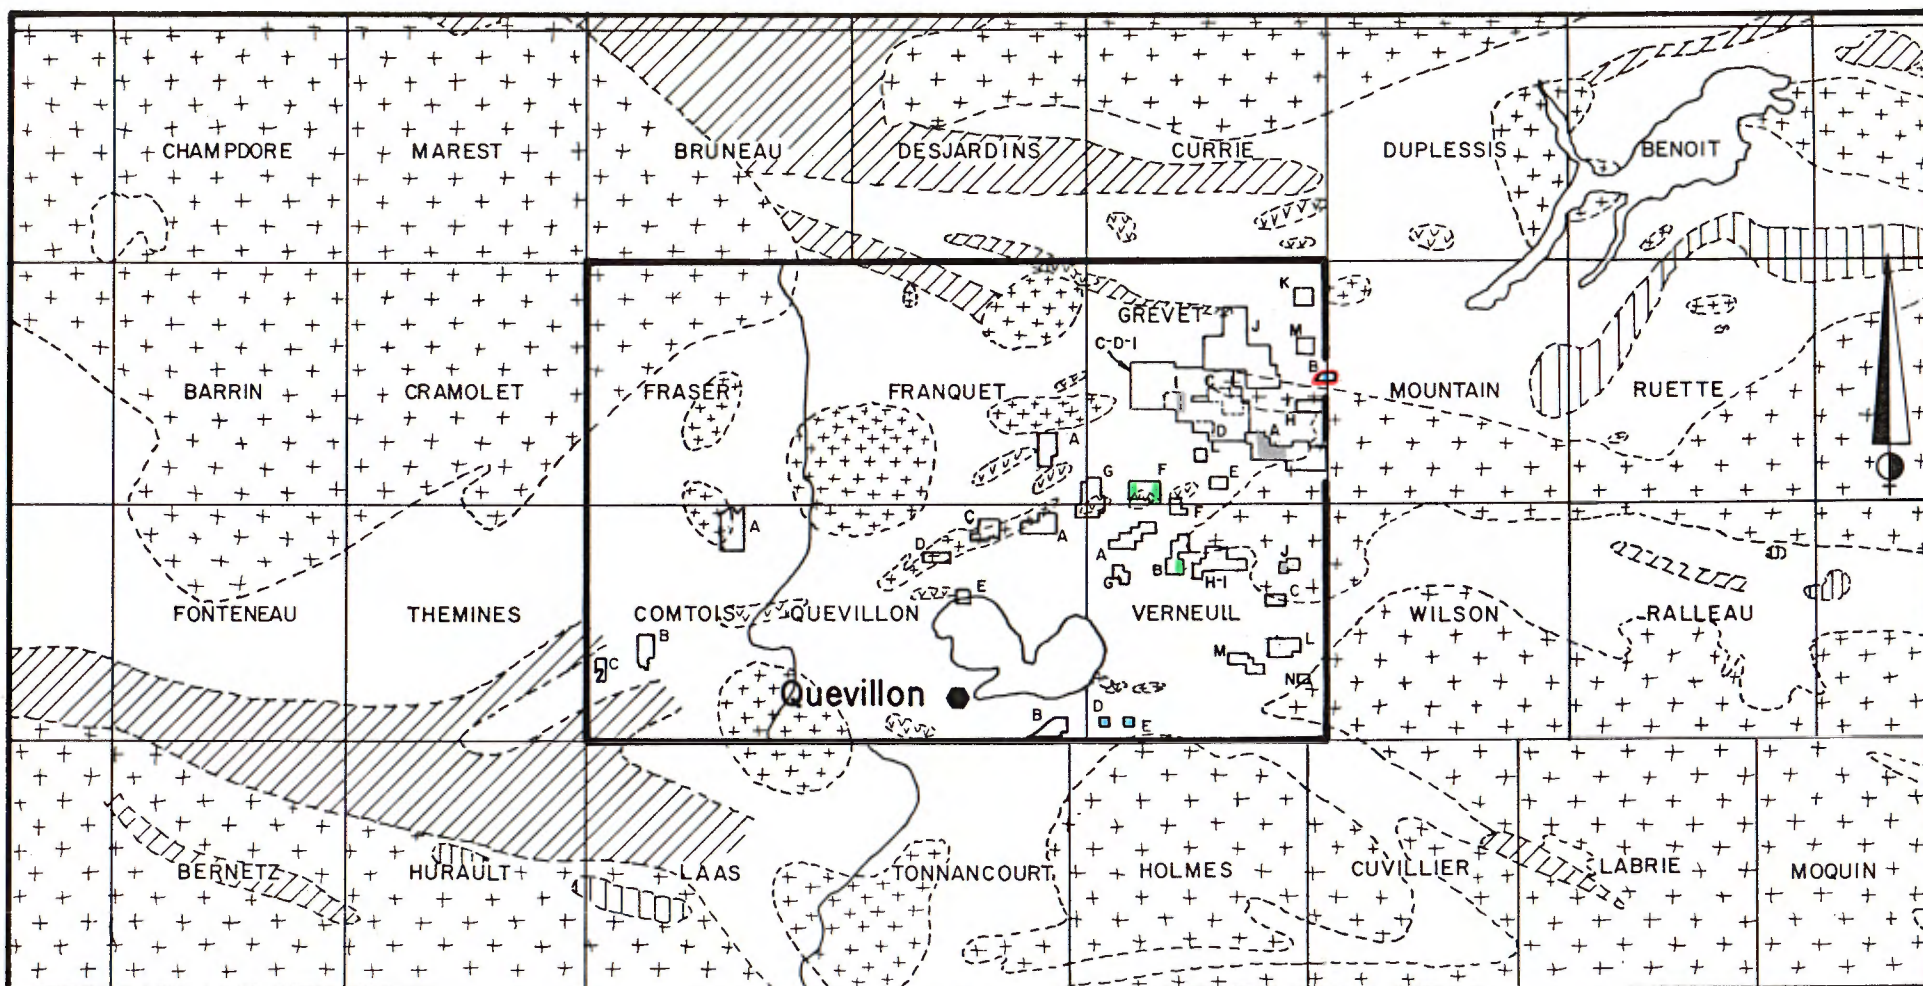 CHAMPDORE MAREST BRUNEAU DESJARDINS CURRIE DUPLESSIS BENOIT
K
GREVET J M
C-D-I B
BARRIN CRAMOLET FRASER FRANQUET I C L MOUNTAIN RUETTE
H
A D A
L
G F E
A C A F
D A B J
G H-I
E C
FONTENEAU THEMINES COMTOIS QUEVILLON VERNEUIL WILSON RALLEAU
B L
C M
N
Quevillon
B D E
BERNETZ HURAULT LAAS TONNANCOURT HOLMES CUVILLIER LABRIE MOQUIN